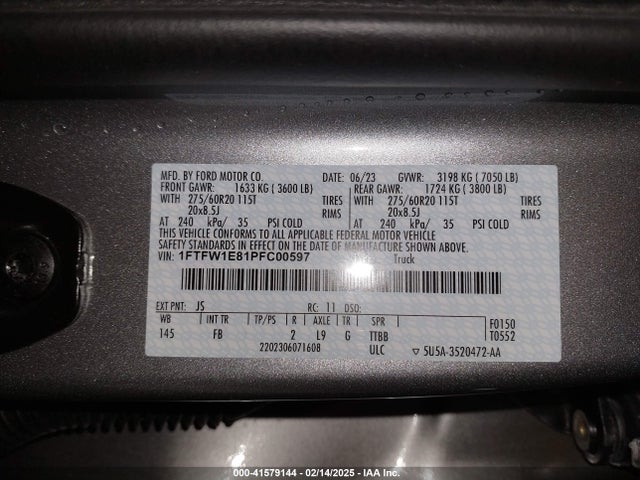 MFD. BY FORD MOTOR CO. DATE: 06/23 GVWR: 3198 KG ( 7050 LB)
FRONT GAWR: 1633 KG ( 3600 LB) REAR GAWR: 1724 KG ( 3800 LB)
WITH 275/60R20 115T TIRES WITH 275/60R20 115T TIRES
20x8.5J RIMS 20x8.5J RIMS
AT 240 kPa/ 35 PSI COLD AT 240 kPa/ 35 PSI COLD
THIS VEHICLE CONFORMS TO ALL APPLICABLE FEDERAL MOTOR VEHICLE
SAFETY STANDARDS IN EFFECT ON THE DATE OF MANUFACTURE SHOWN ABOVE.
VIN: 1FTFW1E81PFC00597 Truck
EXT PNT: JS RC: 11 DSO:
WB INT TR TP/PS R AXLE TR SPR F0150
145 FB 2 L9 G TTBB T0552
2202306071608 ULC ▽ 5U5A-3520472-AA
000-41579144 — 02/14/2025 — IAA Inc.